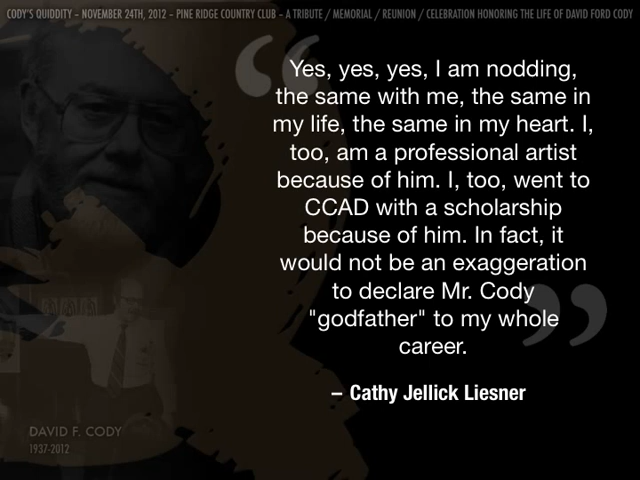 CODY'S QUIDDITY – NOVEMBER 24TH, 2012 – PINE RIDGE COUNTRY CLUB – A TRIBUTE / MEMORIAL / REUNION / CELEBRATION HONORING THE LIFE OF DAVID FORD CODY
“
Yes, yes, yes, I am nodding,
the same with me, the same in
my life, the same in my heart. I,
too, am a professional artist
because of him. I, too, went to
CCAD with a scholarship
because of him. In fact, it
would not be an exaggeration
to declare Mr. Cody
"godfather" to my whole
career.
”
– Cathy Jellick Liesner
DAVID F. CODY
1937-2012